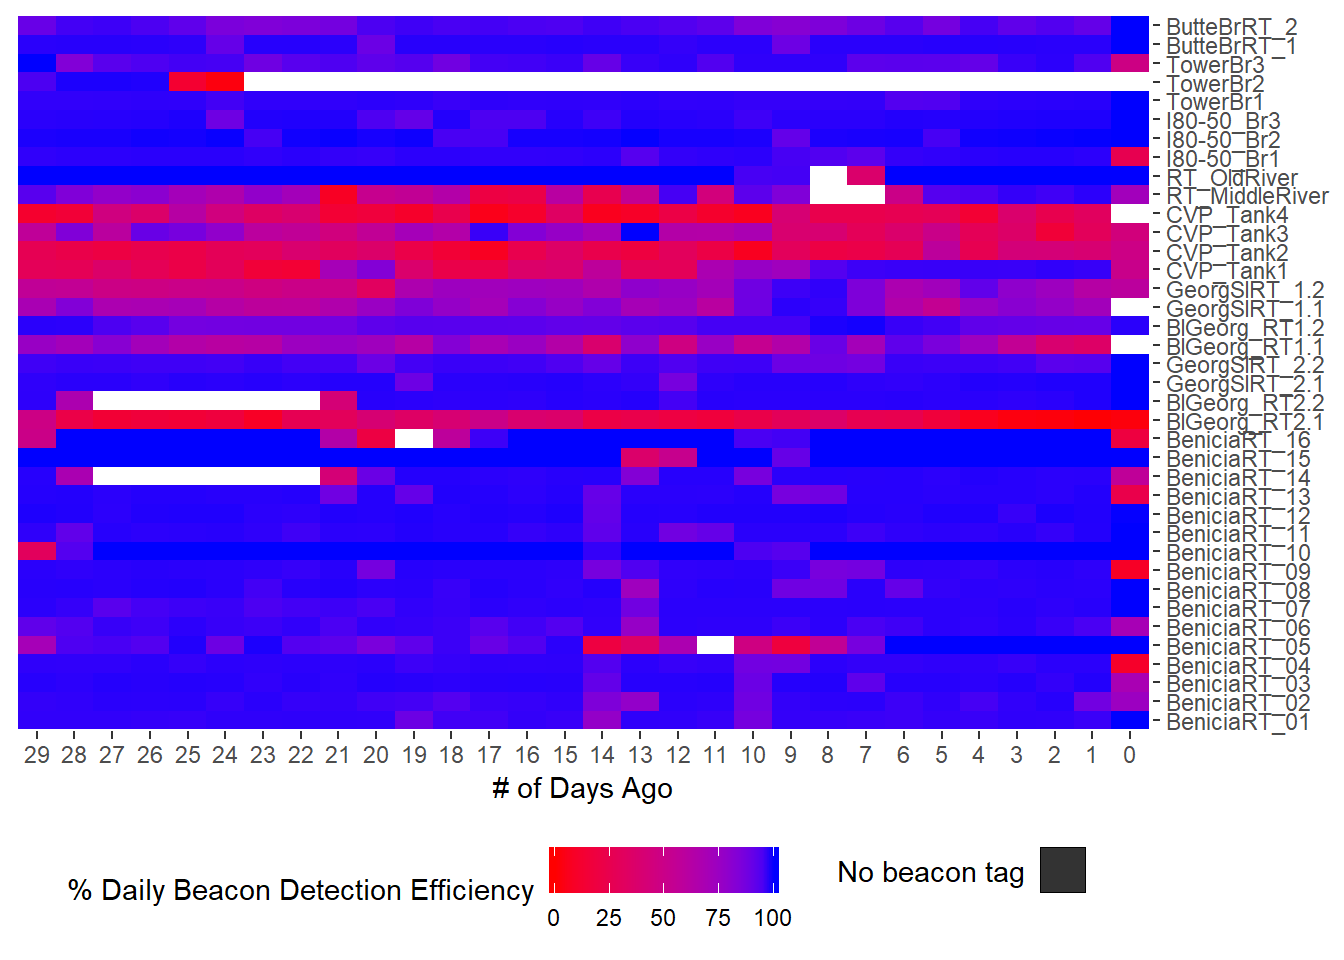 ButteBrRT_2
ButteBrRT_1
TowerBr3
TowerBr2
TowerBr1
I80-50_Br3
I80-50_Br2
I80-50_Br1
RT_OldRiver
RT_MiddleRiver
CVP_Tank4
CVP_Tank3
CVP_Tank2
CVP_Tank1
GeorgSlRT_1.2
GeorgSlRT_1.1
BlGeorg_RT1.2
BlGeorg_RT1.1
GeorgSlRT_2.2
GeorgSlRT_2.1
BlGeorg_RT2.2
BlGeorg_RT2.1
BeniciaRT_16
BeniciaRT_15
BeniciaRT_14
BeniciaRT_13
BeniciaRT_12
BeniciaRT_11
BeniciaRT_10
BeniciaRT_09
BeniciaRT_08
BeniciaRT_07
BeniciaRT_06
BeniciaRT_05
BeniciaRT_04
BeniciaRT_03
BeniciaRT_02
BeniciaRT_01
29 28 27 26 25 24 23 22 21 20 19 18 17 16 15 14 13 12 11 10 9 8 7 6 5 4 3 2 1 0
# of Days Ago
% Daily Beacon Detection Efficiency
0 25 50 75 100
No beacon tag